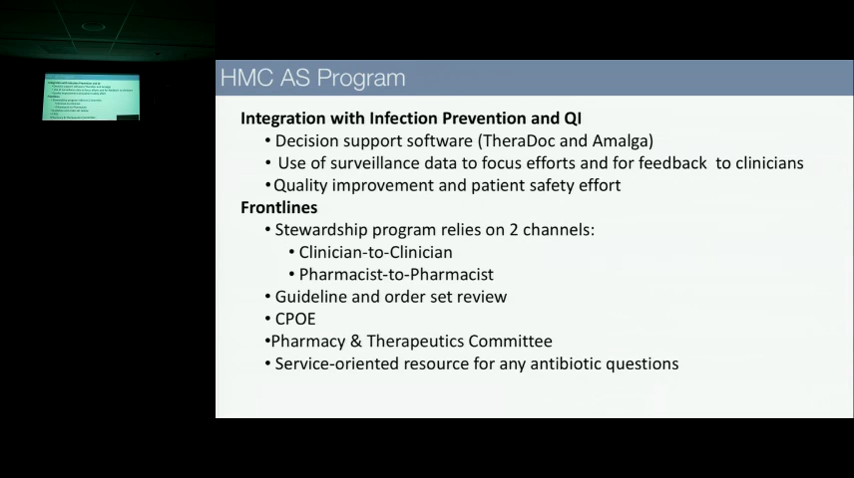 HMC AS Program
Integration with Infection Prevention and QI
• Decision support software (TheraDoc and Amalga)
• Use of surveillance data to focus efforts and for feedback to clinicians
• Quality improvement and patient safety effort
Frontlines
• Stewardship program relies on 2 channels:
• Clinician-to-Clinician
• Pharmacist-to-Pharmacist
• Guideline and order set review
• CPOE
•Pharmacy & Therapeutics Committee
• Service-oriented resource for any antibiotic questions